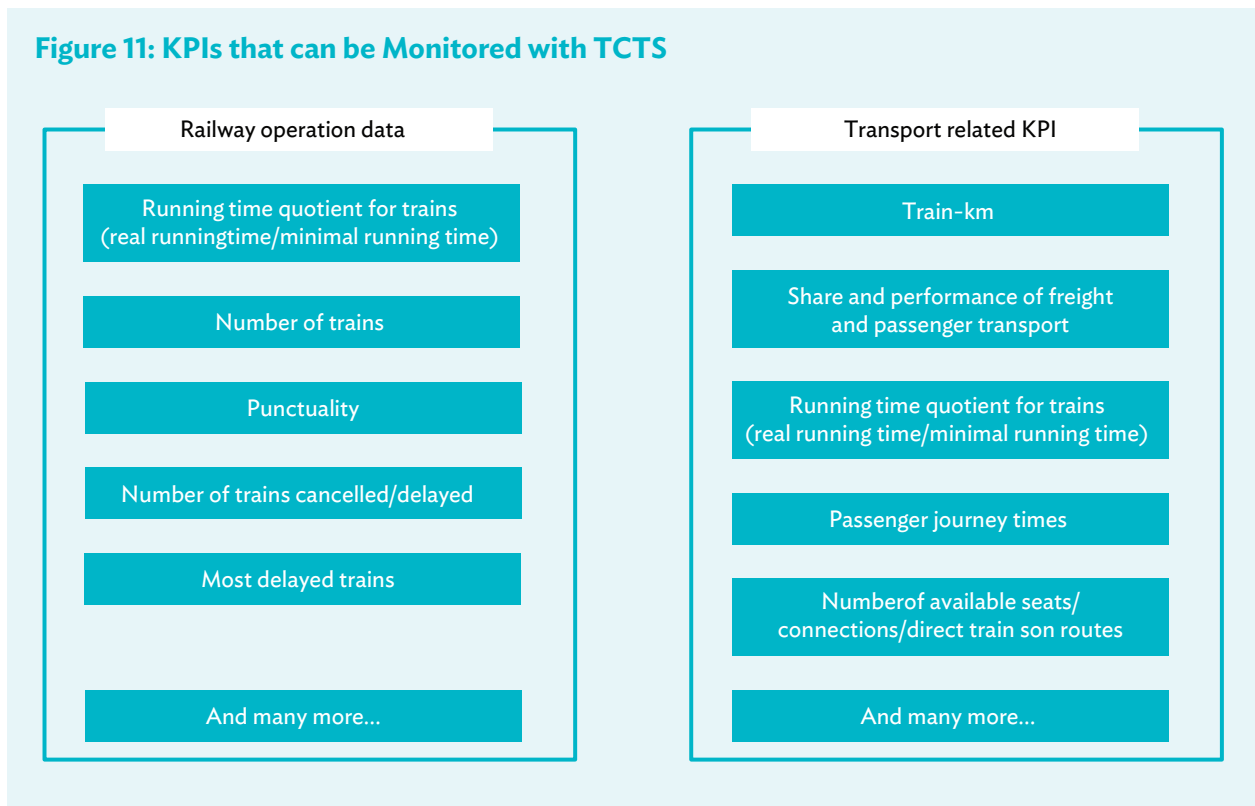 Figure 11: KPIs that can be Monitored with TCTS
Railway operation data
Running time quotient for trains
(real runningtime/minimal running time)
Number of trains
Punctuality
Number of trains cancelled/delayed
Most delayed trains
And many more...
Transport related KPI
Train-km
Share and performance of freight
and passenger transport
Running time quotient for trains
(real running time/minimal running time)
Passenger journey times
Numberof available seats/
connections/direct train son routes
And many more...